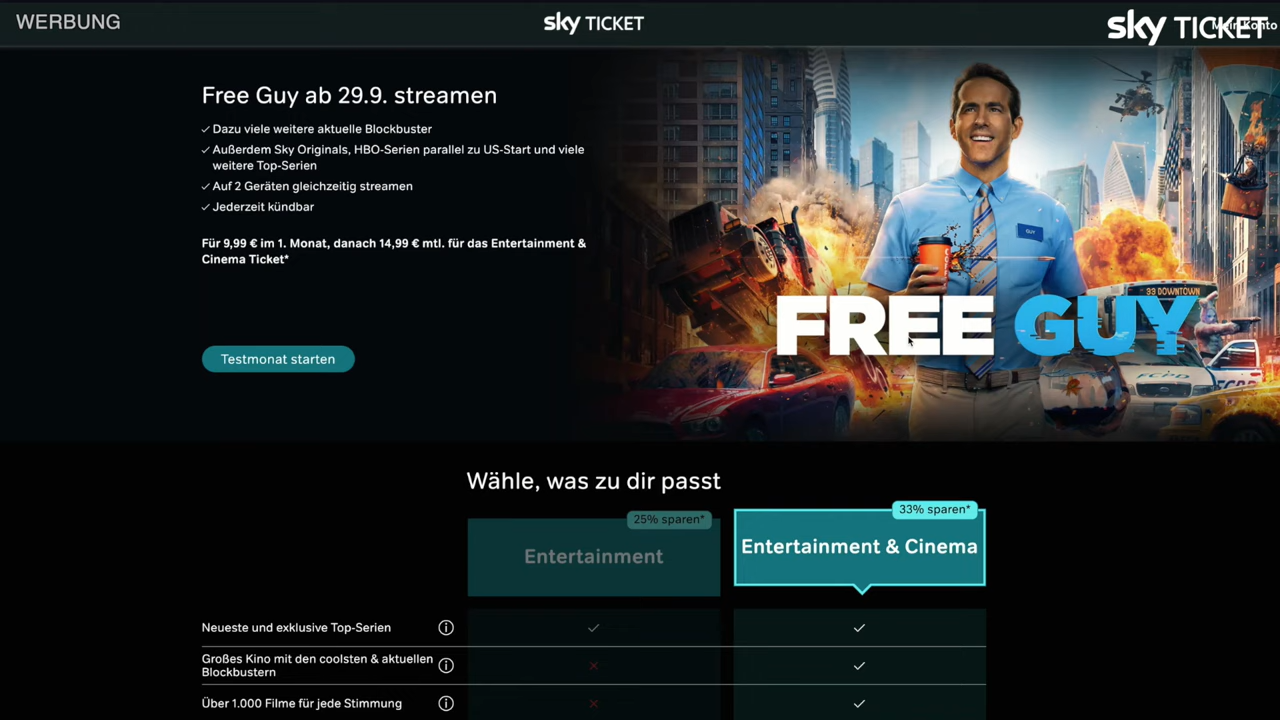 WERBUNG
sky TICKET
sky TICKET
Free Guy ab 29.9. streamen
Dazu viele weitere aktuelle Blockbuster
Außerdem Sky Originals, HBO-Serien parallel zu US-Start und viele
weitere Top-Serien
Auf 2 Geräten gleichzeitig streamen
Jederzeit kündbar
Für 9,99 € im 1. Monat, danach 14,99 € mtl. für das Entertainment &
Cinema Ticket*
Testmonat starten
GUY
33 DOWNTOWN
FREE GUY
FCPD
Wähle, was zu dir passt
25% sparen*
33% sparen*
Entertainment
Entertainment & Cinema
Neueste und exklusive Top-Serien
Großes Kino mit den coolsten & aktuellen
Blockbustern
Über 1.000 Filme für jede Stimmung